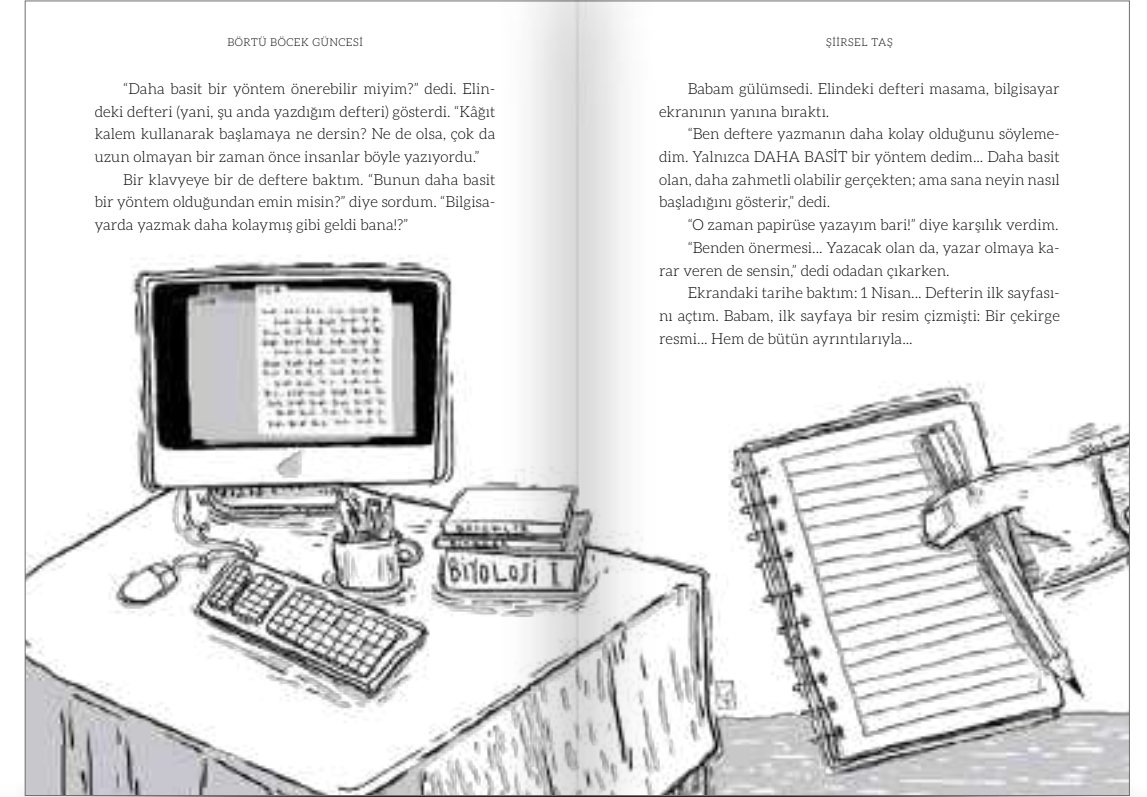 BÖRTÜ BÖCEK GÜNCESİ
“Daha basit bir yöntem önerebilir miyim?” dedi. Elin-
deki defteri (yani, şu anda yazdığım defteri) gösterdi. “Kâğıt
kalem kullanarak başlamaya ne dersin? Ne de olsa, çok da
uzun olmayan bir zaman önce insanlar böyle yazıyordu.”
Bir klavyeye bir de deftere baktım. “Bunun daha basit
bir yöntem olduğundan emin misin?” diye sordum. “Bilgisa-
yarda yazmak daha kolaymış gibi geldi bana!?”
BİYOLOJİ I
ŞİİRSEL TAŞ
Babam gülümsedi. Elindeki defteri masama, bilgisayar
ekranının yanına bıraktı.
“Ben deftere yazmanın daha kolay olduğunu söyleme-
dim. Yalnızca DAHA BASİT bir yöntem dedim... Daha basit
olan, daha zahmetli olabilir gerçekten; ama sana neyin nasıl
başladığını gösterir,” dedi.
“O zaman papirüse yazayım bari!” diye karşılık verdim.
“Benden önermesi... Yazacak olan da, yazar olmaya ka-
rar veren de sensin,” dedi odadan çıkarken.
Ekrandaki tarihe baktım: 1 Nisan... Defterin ilk sayfası-
nı açtım. Babam, ilk sayfaya bir resim çizmişti: Bir çekirge
resmi... Hem de bütün ayrıntılarıyla...